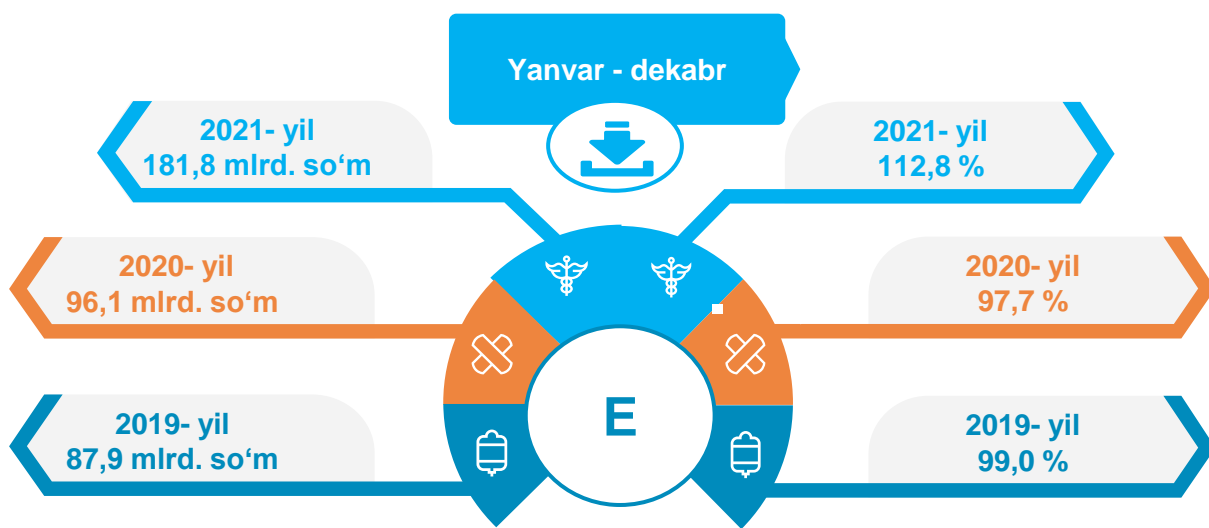 Yanvar - dekabr
2021- yil
181,8 mlrd. so‘m
2021- yil
112,8 %
2020- yil
96,1 mlrd. so‘m
2020- yil
97,7 %
E
2019- yil
87,9 mlrd. so‘m
2019- yil
99,0 %